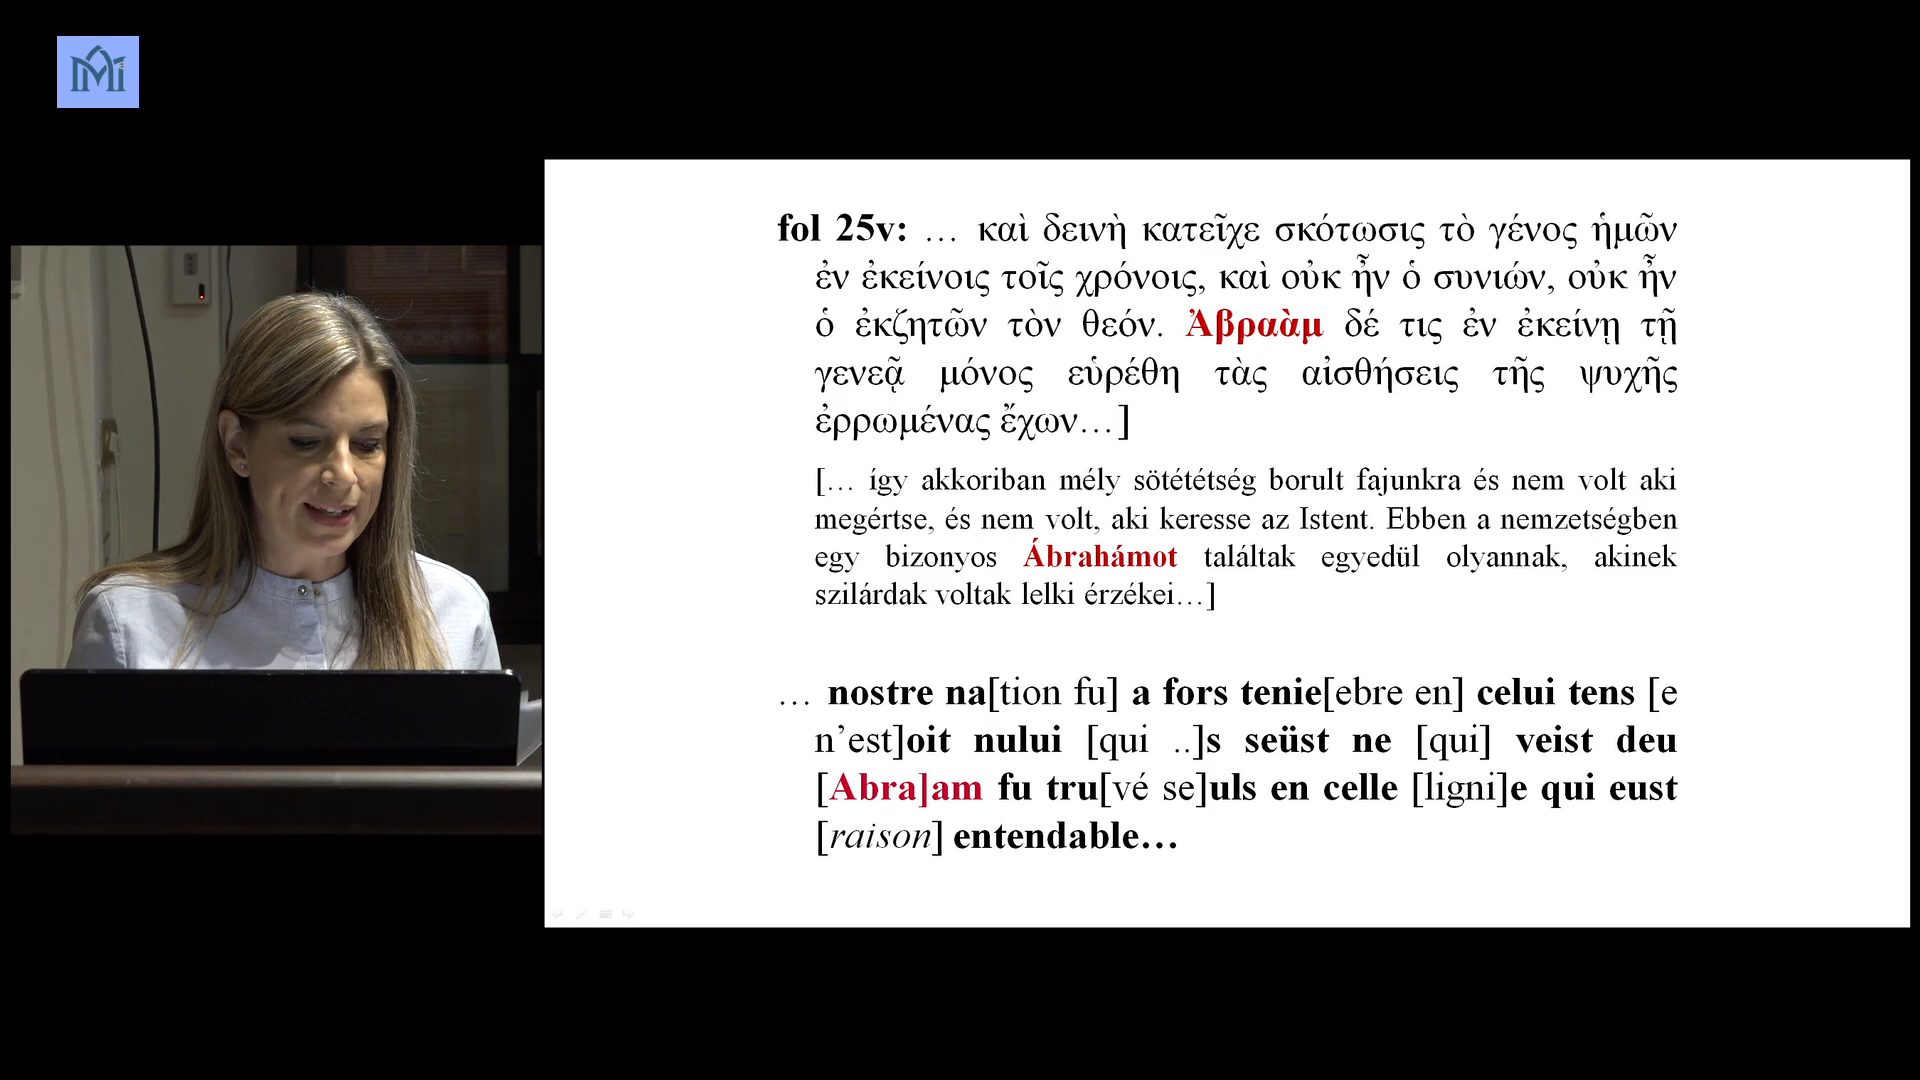 fol 25v: … καὶ δεινὴ κατεῖχε σκότωσις τὸ γένος ἡμῶν
ἐν ἐκείνοις τοῖς χρόνοις, καὶ οὐκ ἦν ὁ συνιών, οὐκ ἦν
ὁ ἐκζητῶν τὸν θεόν. Ἀβραὰμ δέ τις ἐν ἐκείνῃ τῇ
γενεᾷ μόνος εὑρέθη τὰς αἰσθήσεις τῆς ψυχῆς
ἐρρωμένας ἔχων…]
[… így akkoriban mély sötététség borult fajunkra és nem volt aki
megértse, és nem volt, aki keresse az Istent. Ebben a nemzetségben
egy bizonyos Ábrahámot találtak egyedül olyannak, akinek
szilárdak voltak lelki érzékei…]
… nostre na[tion fu] a fors tenie[ebre en] celui tens [e
n’est]oit nului [qui ..]s seüst ne [qui] veist deu
[Abra]am fu tru[vé se]uls en celle [ligni]e qui eust
[raison] entendable…